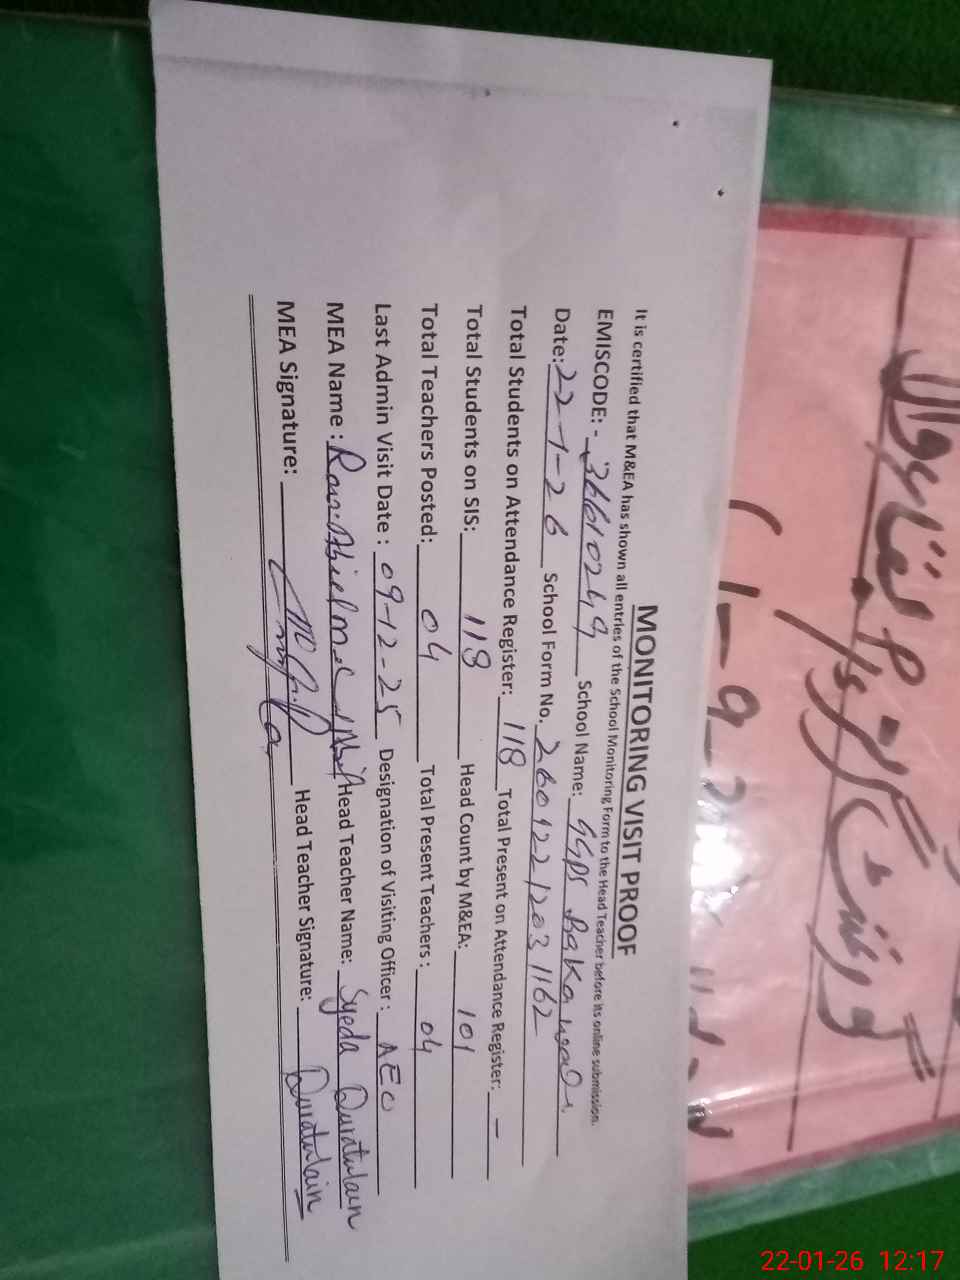 MONITORING VISIT PROOF
It is certified that M&EA has shown all entries of the School Monitoring Form to the Head Teacher before its online submission.
EMISCODE: - 36610249 School Name: GGPS Bakawali
Date: 22-1-26 School Form No. 26012212031162
Total Students on Attendance Register: 118 Total Present on Attendance Register: -
Total Students on SIS: 118 Head Count by M&EA: 101
Total Teachers Posted: 04 Total Present Teachers : 04
Last Admin Visit Date : 09-12-25 Designation of Visiting Officer : AEO
MEA Name : Head Teacher Name: Syeda Quratulain
MEA Signature: Head Teacher Signature: Quratulain
گورنمنٹ
22-01-26 12:17